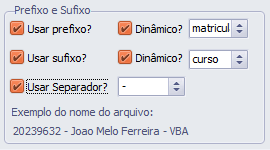 Prefixo e Sufixo
Usar prefixo? Dinâmico? matricul
Usar sufixo? Dinâmico? curso
Usar Separador? -
Exemplo do nome do arquivo:
20239632 - Joao Melo Ferreira - VBA